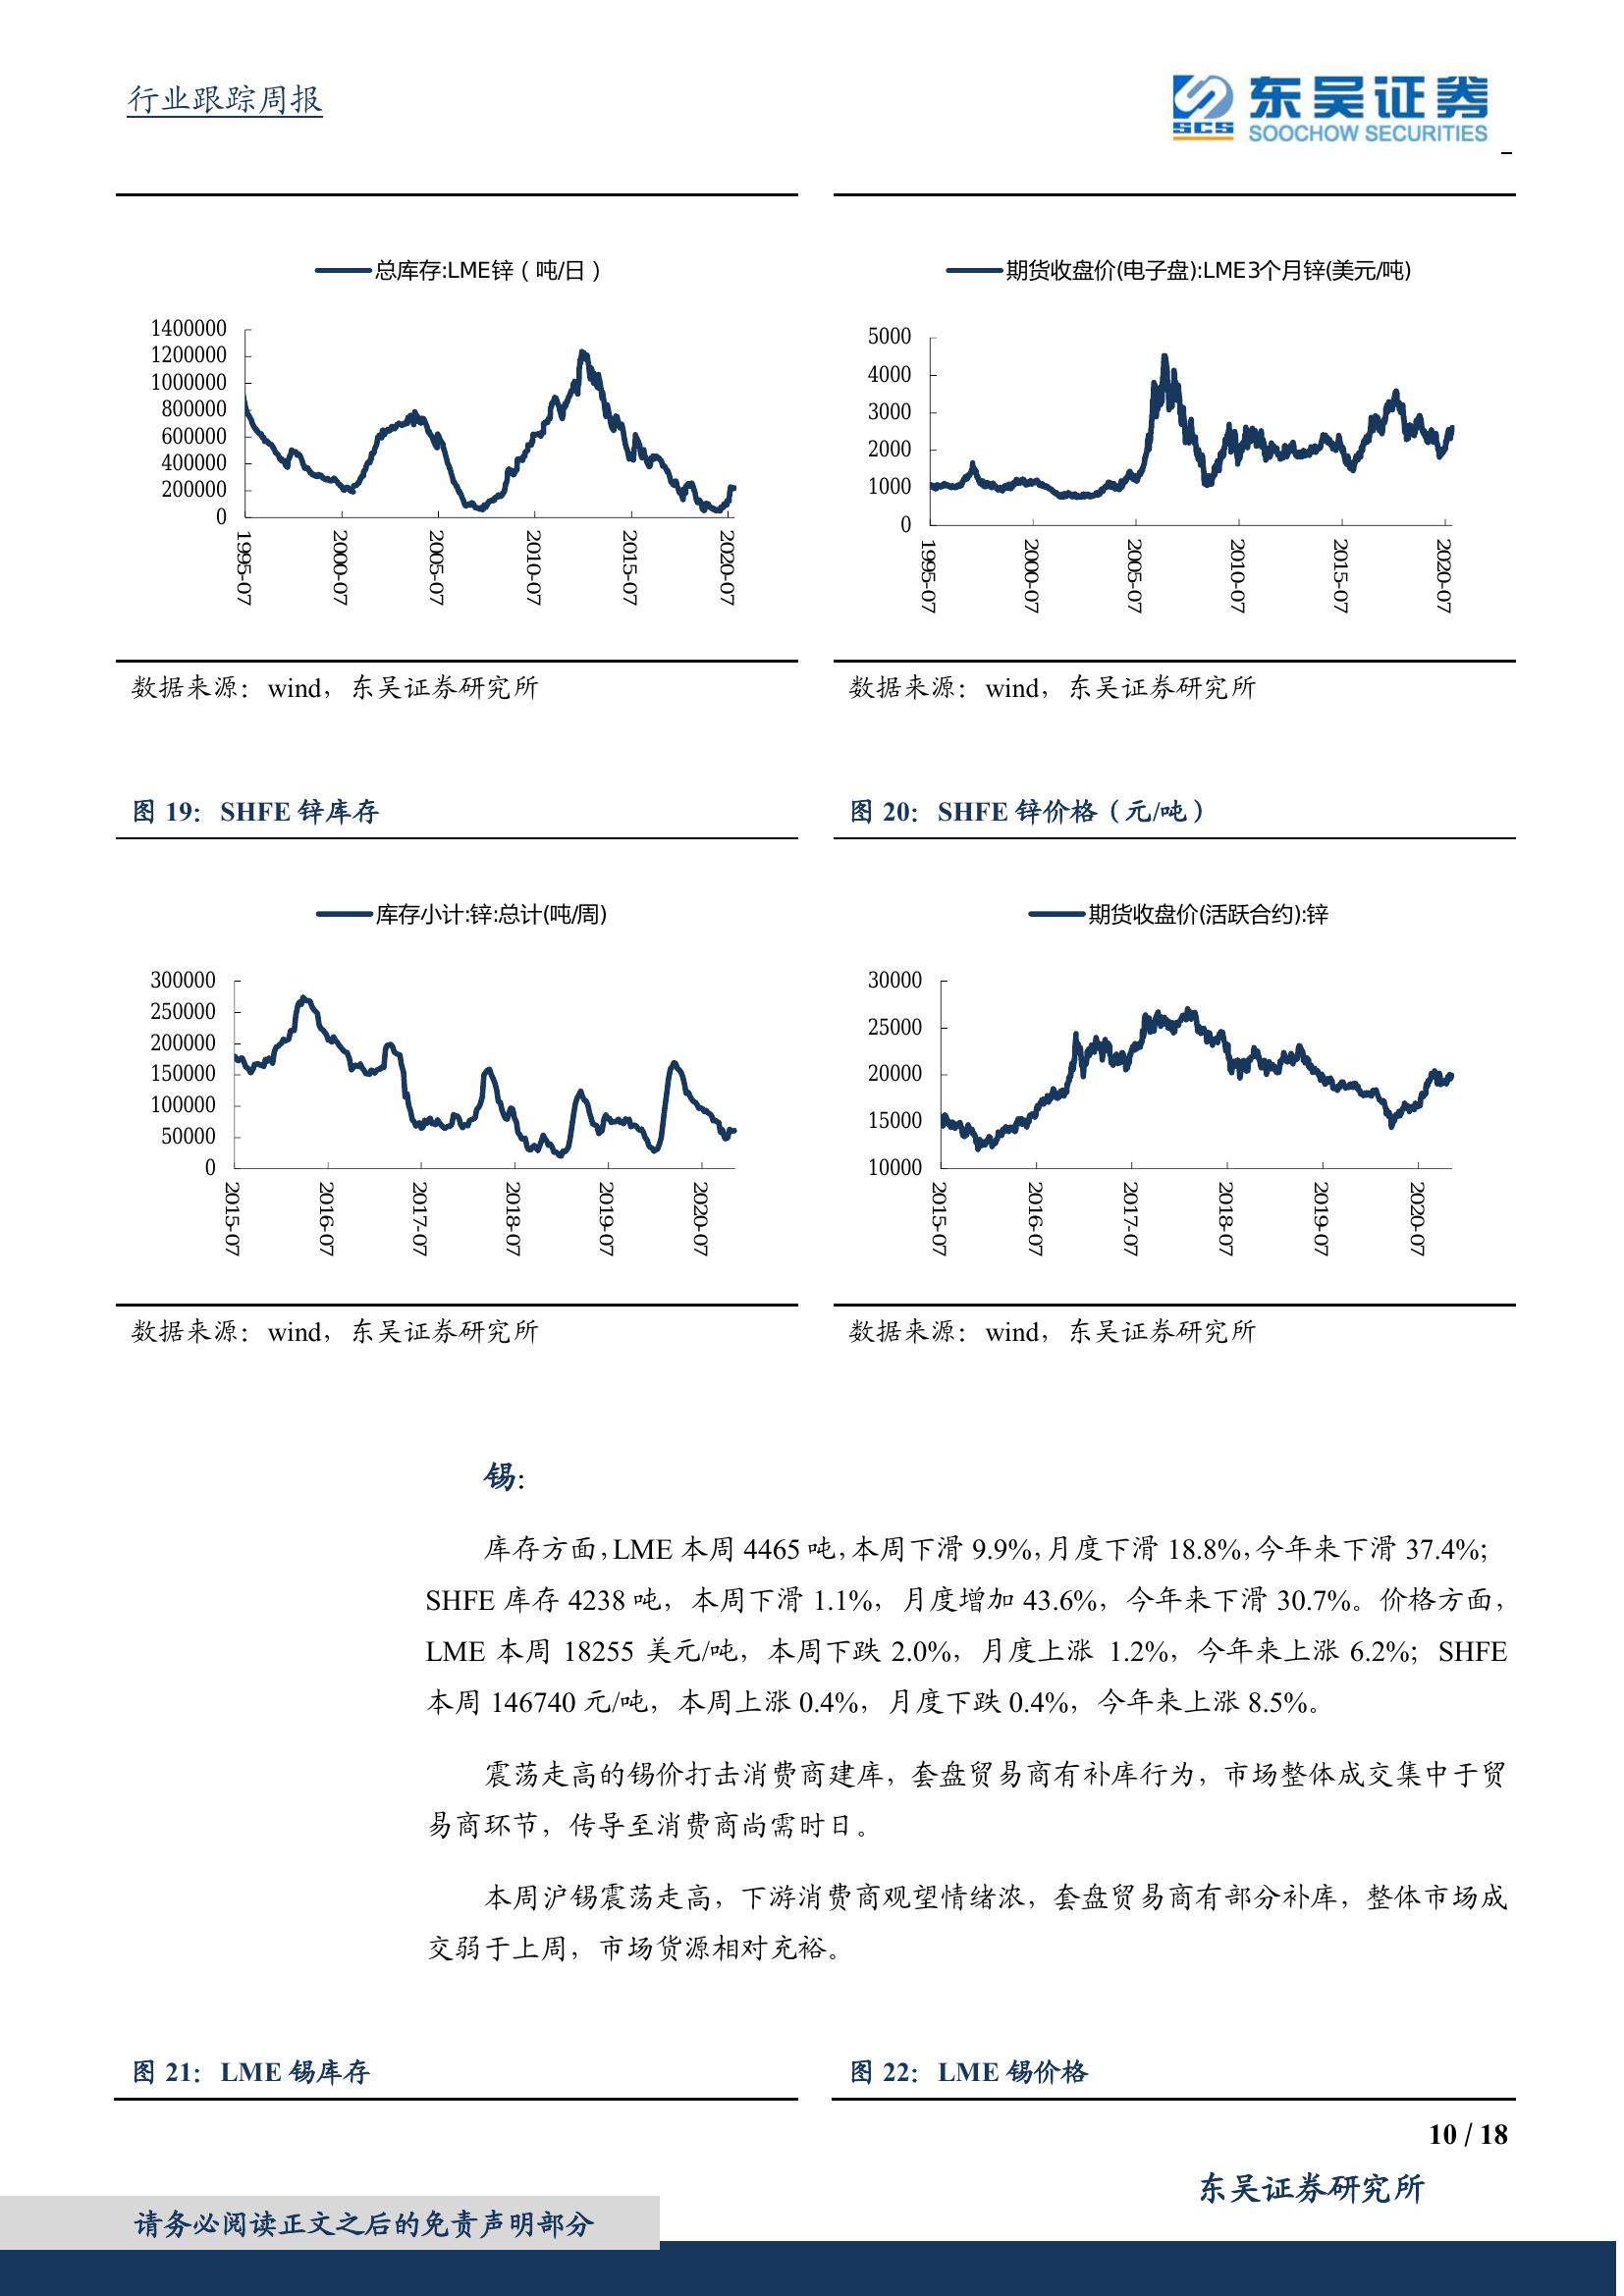 行业跟踪周报
东吴证券
SCS
SOOCHOW SECURITIES
总库存:LME锌（吨/日）
1400000
1200000
1000000
800000
600000
400000
200000
0
1995-07
2000-07
2005-07
2010-07
2015-07
2020-07
期货收盘价(电子盘):LME3个月锌(美元/吨)
5000
4000
3000
2000
1000
0
1995-07
2000-07
2005-07
2010-07
2015-07
2020-07
数据来源：wind，东吴证券研究所
数据来源：wind，东吴证券研究所
图 19：SHFE 锌库存
图 20：SHFE 锌价格（元/吨）
库存小计:锌:总计(吨/周)
300000
250000
200000
150000
100000
50000
0
2015-07
2016-07
2017-07
2018-07
2019-07
2020-07
期货收盘价(活跃合约):锌
30000
25000
20000
15000
10000
2015-07
2016-07
2017-07
2018-07
2019-07
2020-07
数据来源：wind，东吴证券研究所
数据来源：wind，东吴证券研究所
锡：
库存方面，LME 本周 4465 吨，本周下滑 9.9%，月度下滑 18.8%，今年来下滑 37.4%；
SHFE 库存 4238 吨，本周下滑 1.1%，月度增加 43.6%，今年来下滑 30.7%。价格方面，
LME 本周 18255 美元/吨，本周下跌 2.0%，月度上涨 1.2%，今年来上涨 6.2%；SHFE
本周 146740 元/吨，本周上涨 0.4%，月度下跌 0.4%，今年来上涨 8.5%。
震荡走高的锡价打击消费商建库，套盘贸易商有补库行为，市场整体成交集中于贸
易商环节，传导至消费商尚需时日。
本周沪锡震荡走高，下游消费商观望情绪浓，套盘贸易商有部分补库，整体市场成
交弱于上周，市场货源相对充裕。
图 21：LME 锡库存
图 22：LME 锡价格
10 / 18
东吴证券研究所
请务必阅读正文之后的免责声明部分